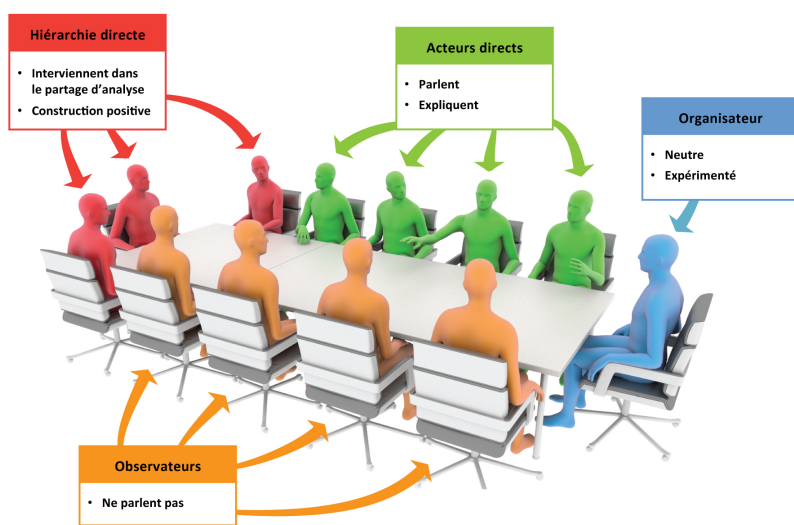 Hiérarchie directe
• Interviennent dans
le partage d'analyse
• Construction positive
Acteurs directs
• Parlent
• Expliquent
Organisateur
• Neutre
• Expérimenté
Observateurs
• Ne parlent pas